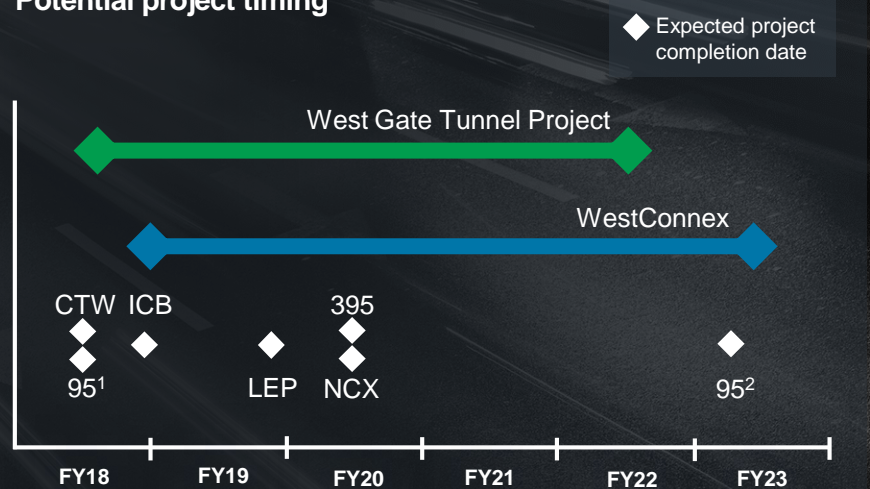 Potential project timing
Expected project
completion date
West Gate Tunnel Project
WestConnex
CTW ICB 395
95¹ LEP NCX 95²
FY18 FY19 FY20 FY21 FY22 FY23